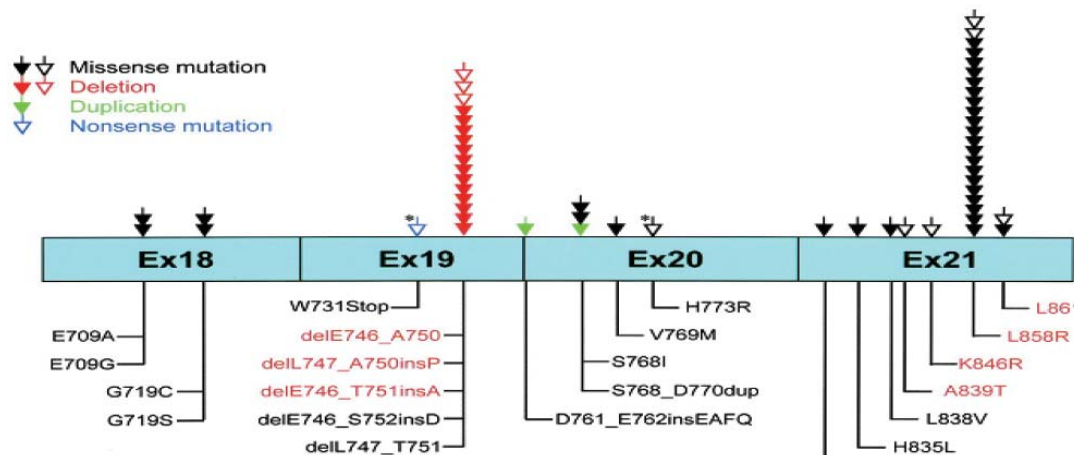 Missense mutation
Deletion
Duplication
Nonsense mutation
*
*
Ex18
Ex19
Ex20
Ex21
W731Stop
H773R
L861
E709A
delE746_A750
V769M
L858R
E709G
delL747_A750insP
S768I
K846R
G719C
delE746_T751insA
S768_D770dup
A839T
G719S
delE746_S752insD
D761_E762insEAFQ
L838V
delL747_T751
H835L